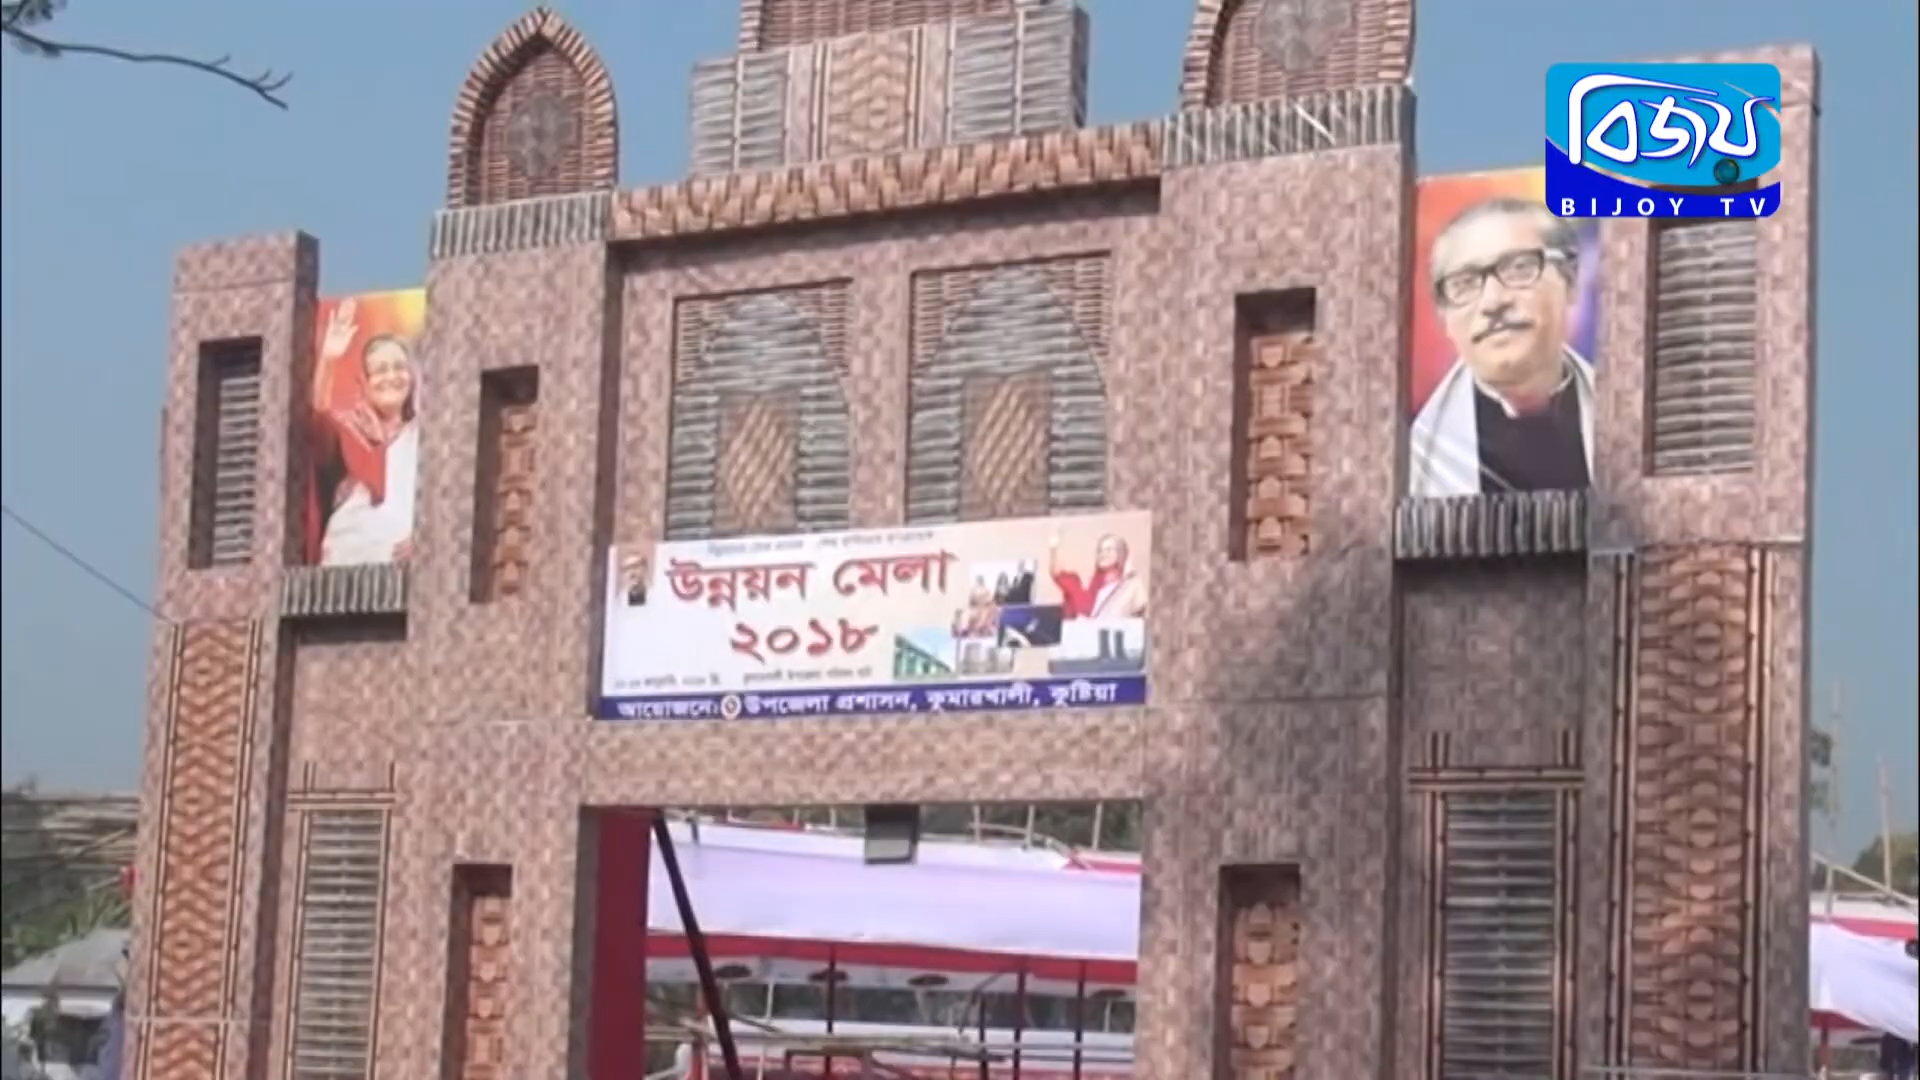 বিজয়
BIJOY TV
উন্নয়ন মেলা
২০১৮
আয়োজনে: উপজেলা প্রশাসন, কুমারখালী, কুষ্টিয়া